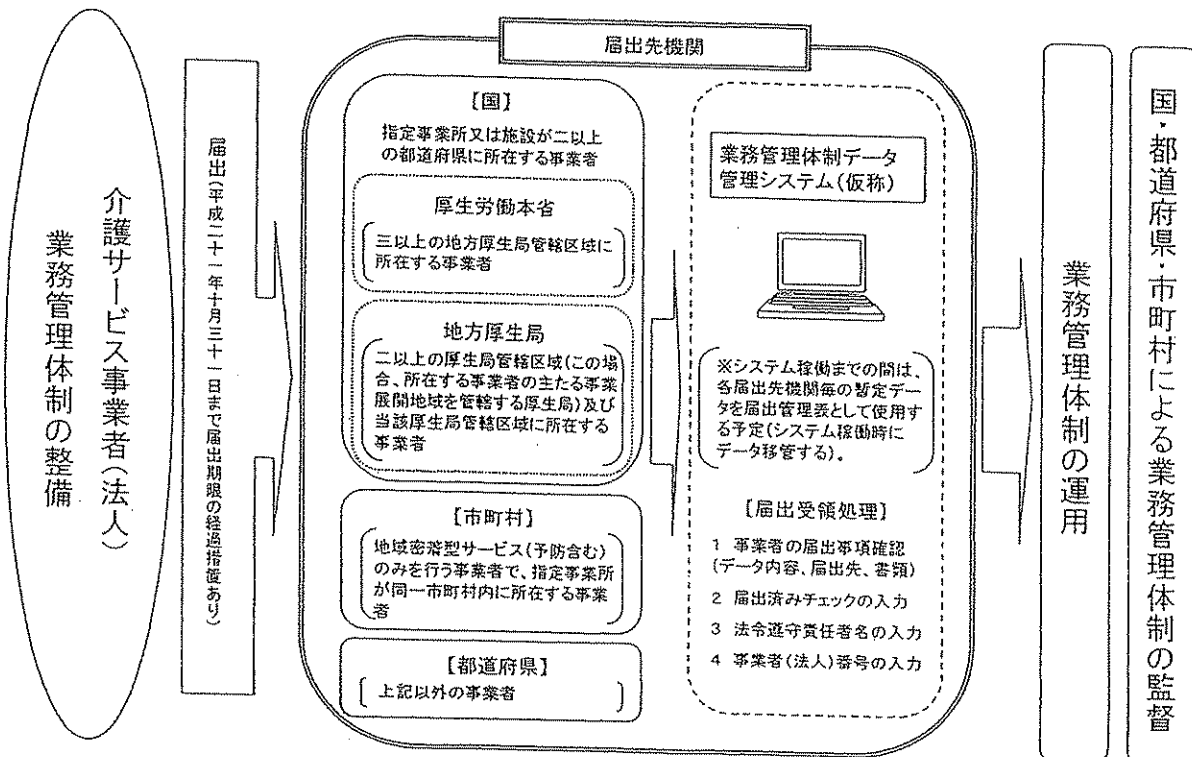 介護サービス事業者(法人)
業務管理体制の整備
届出(平成二十一年十月三十一日まで届出期限の経過措置あり)
届出先機関
【国】
指定事業所又は施設が二以上
の都道府県に所在する事業者
厚生労働本省
三以上の地方厚生局管轄区域に
所在する事業者
地方厚生局
二以上の厚生局管轄区域(この場
合、所在する事業者の主たる事業
展開地域を管轄する厚生局)及び
当該厚生局管轄区域に所在する
事業者
【市町村】
地域密着型サービス(予防含む)
のみを行う事業者で、指定事業所
が同一市町村内に所在する事業
者
【都道府県】
上記以外の事業者
業務管理体制データ
管理システム(仮称)
※システム稼働までの間は、
各届出先機関毎の暫定デー
タを届出管理表として使用す
る予定(システム稼働時に
データ移管する)。
【届出受領処理】
1 事業者の届出事項確認
(データ内容、届出先、書類)
2 届出済みチェックの入力
3 法令遵守責任者名の入力
4 事業者(法人)番号の入力
業務管理体制の運用
国・都道府県・市町村による業務管理体制の監督